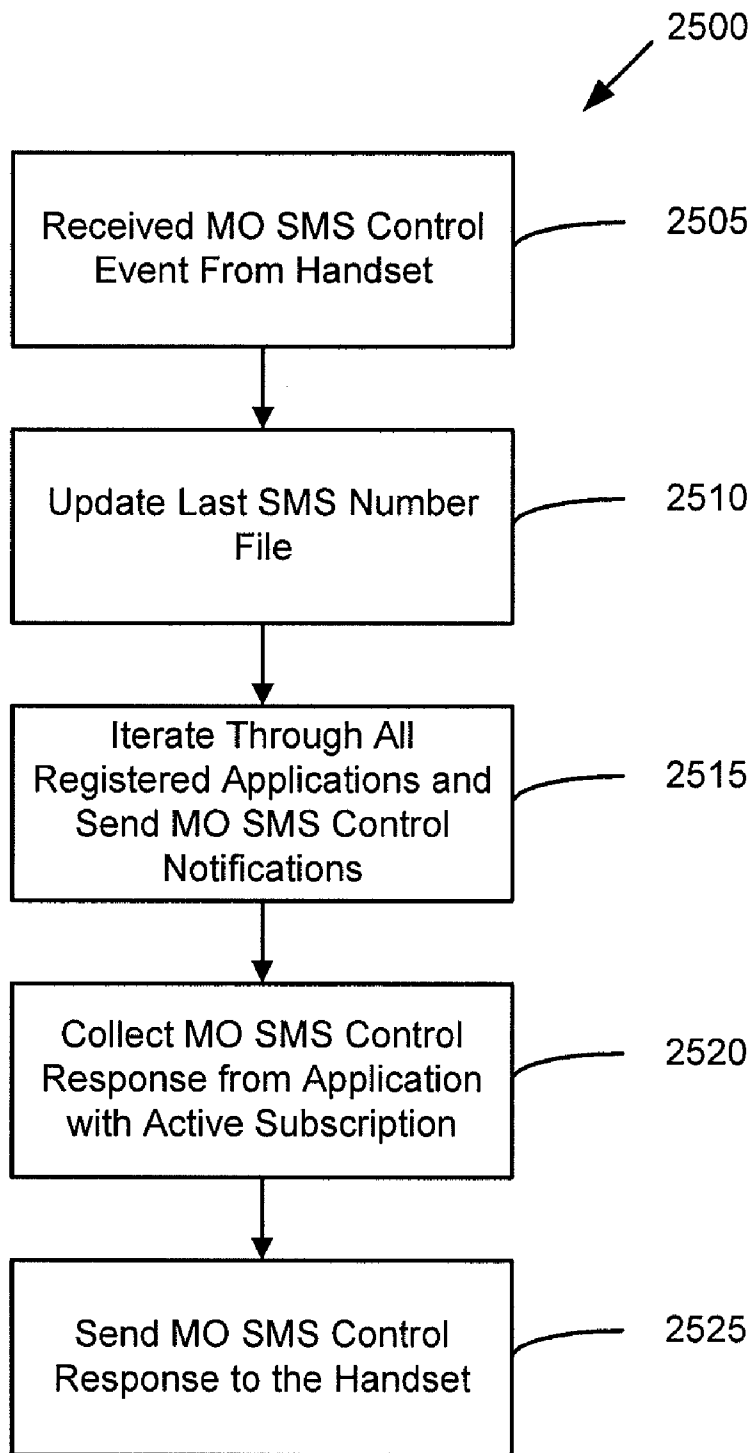 2500
Received MO SMS Control
Event From Handset
2505
Update Last SMS Number
File
2510
Iterate Through All
Registered Applications and
Send MO SMS Control
Notifications
2515
Collect MO SMS Control
Response from Application
with Active Subscription
2520
Send MO SMS Control
Response to the Handset
2525